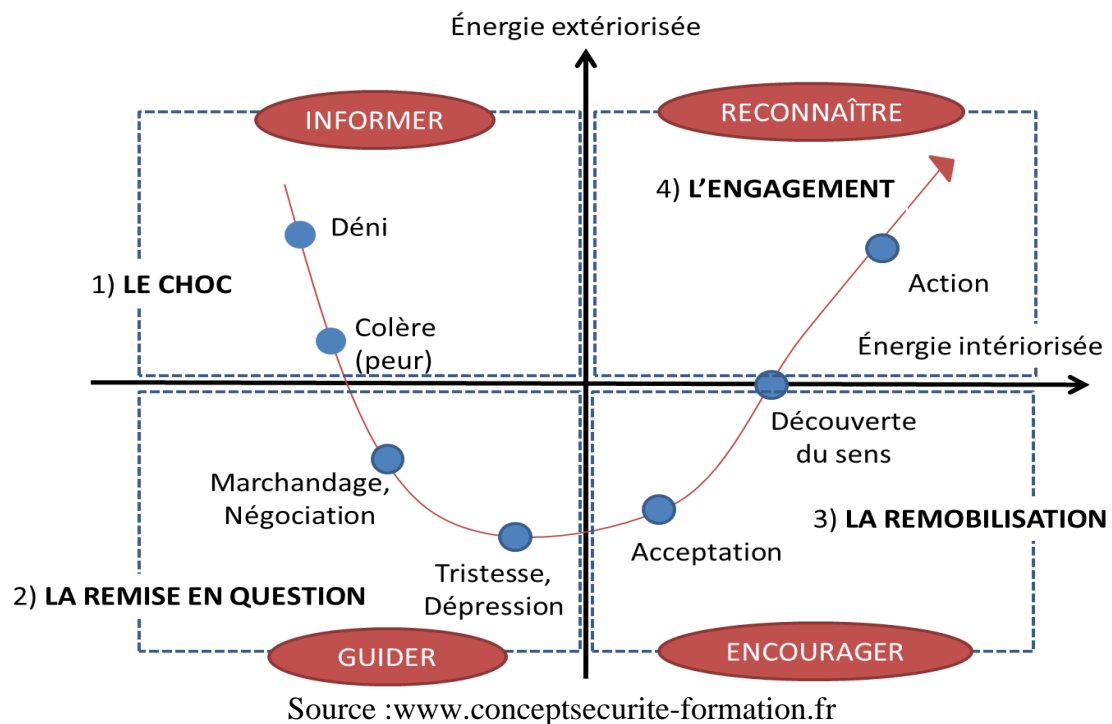 Énergie extériorisée
INFORMER
RECONNAÎTRE
4) L'ENGAGEMENT
Déni
1) LE CHOC
Action
Colère
(peur)
Énergie intériorisée
Découverte
du sens
Marchandage,
Négociation
3) LA REMOBILISATION
Acceptation
Tristesse,
Dépression
2) LA REMISE EN QUESTION
GUIDER
ENCOURAGER
Source :www.conceptsecurite-formation.fr